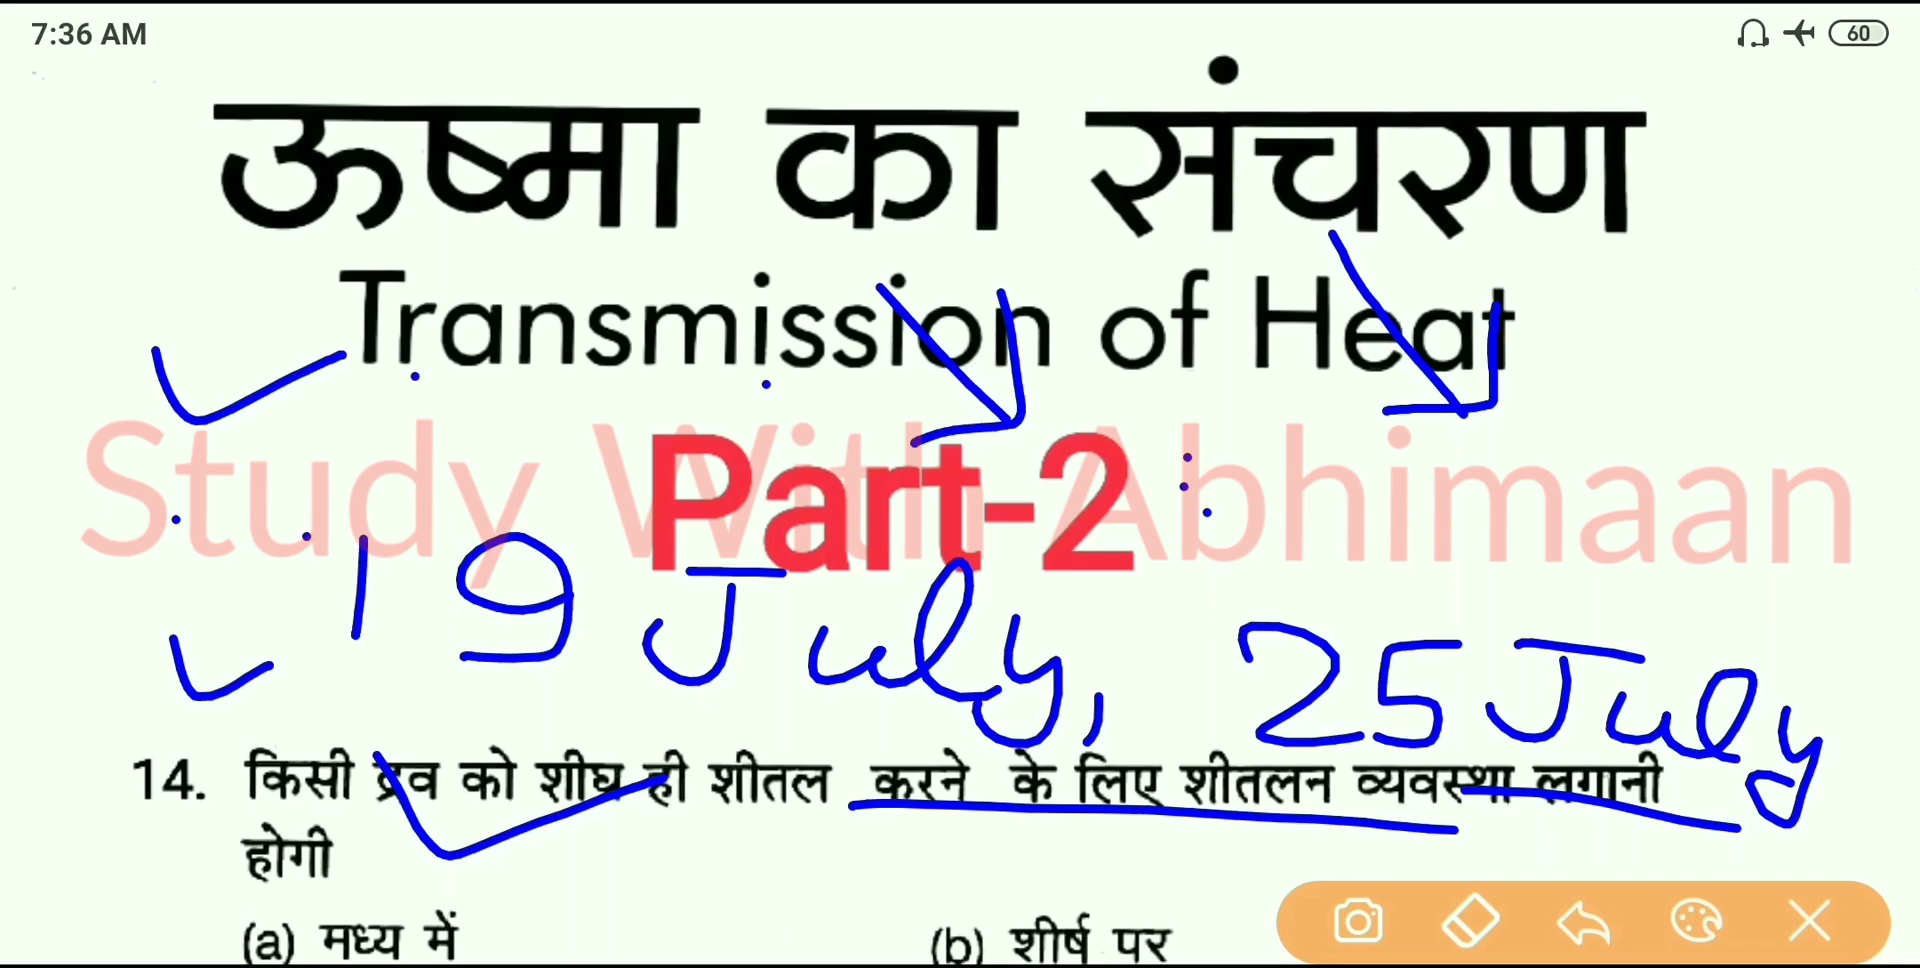 7:36 AM
60
ऊष्मा का संचरण
Transmission of Heat
Study With Abhimaan
Part-2
19 July, 25 July
14. किसी द्रव को शीघ्र ही शीतल करने के लिए शीतलन व्यवस्था लगानी
होगी
(a) मध्य में (b) शीर्ष पर